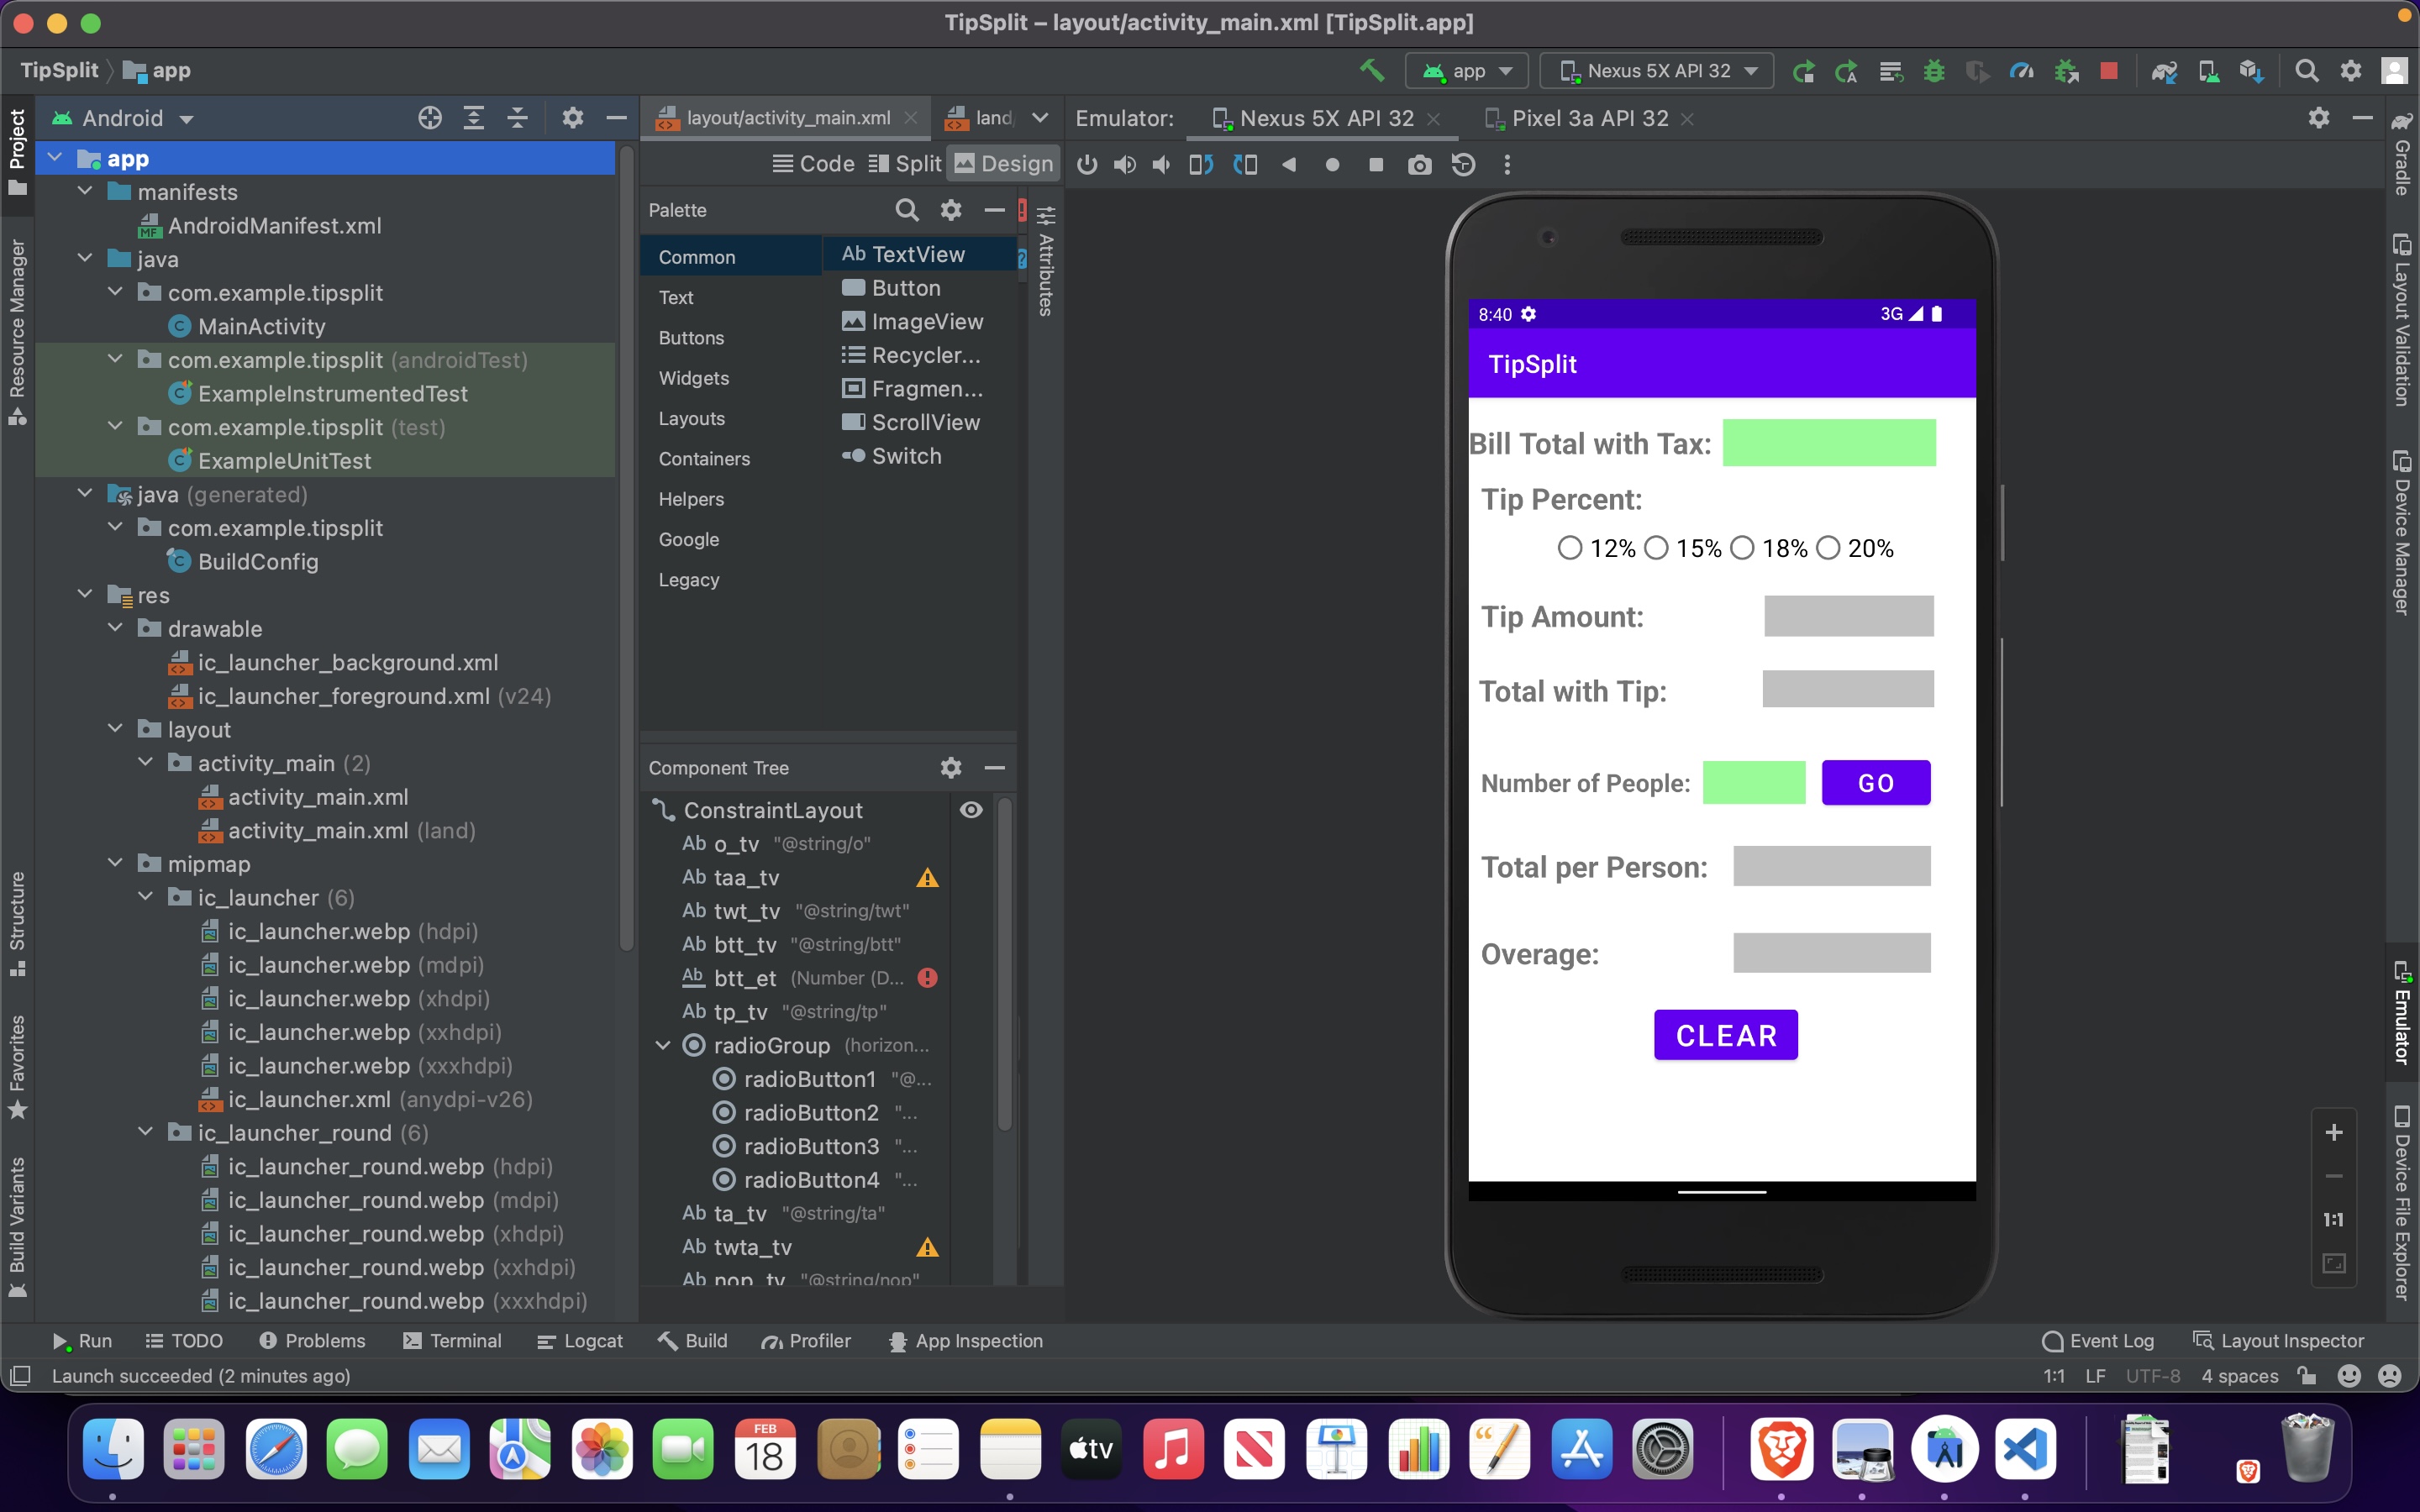 TipSplit – layout/activity_main.xml [TipSplit.app]
TipSplit
app
app
Nexus 5X API 32
Project
Resource Manager
Structure
Favorites
Build Variants
Android
app
manifests
AndroidManifest.xml
java
com.example.tipsplit
MainActivity
com.example.tipsplit (androidTest)
ExampleInstrumentedTest
com.example.tipsplit (test)
ExampleUnitTest
java (generated)
com.example.tipsplit
BuildConfig
res
drawable
ic_launcher_background.xml
ic_launcher_foreground.xml (v24)
layout
activity_main (2)
activity_main.xml
activity_main.xml (land)
mipmap
ic_launcher (6)
ic_launcher.webp (hdpi)
ic_launcher.webp (mdpi)
ic_launcher.webp (xhdpi)
ic_launcher.webp (xxhdpi)
ic_launcher.webp (xxxhdpi)
ic_launcher.xml (anydpi-v26)
ic_launcher_round (6)
ic_launcher_round.webp (hdpi)
ic_launcher_round.webp (mdpi)
ic_launcher_round.webp (xhdpi)
ic_launcher_round.webp (xxhdpi)
ic_launcher_round.webp (xxxhdpi)
layout/activity_main.xml
land
Code
Split
Design
Palette
Common
Text
Buttons
Widgets
Layouts
Containers
Helpers
Google
Legacy
Ab TextView
Button
ImageView
Recycler...
Fragmen...
ScrollView
Switch
Attributes
Component Tree
ConstraintLayout
Ab o_tv "@string/o"
Ab taa_tv
Ab twt_tv "@string/twt"
Ab btt_tv "@string/btt"
Ab btt_et (Number (D...
Ab tp_tv "@string/tp"
radioGroup (horizon...
radioButton1 "@...
radioButton2 "...
radioButton3 "...
radioButton4 "...
Ab ta_tv "@string/ta"
Ab twta_tv
Ab nop_tv "@string/nop"
Emulator:
Nexus 5X API 32
Pixel 3a API 32
8:40
3G
TipSplit
Bill Total with Tax:
Tip Percent:
12% 15% 18% 20%
Tip Amount:
Total with Tip:
Number of People:
GO
Total per Person:
Overage:
CLEAR
1:1
Gradle
Layout Validation
Device Manager
Emulator
Device File Explorer
Run
TODO
Problems
Terminal
Logcat
Build
Profiler
App Inspection
Event Log
Layout Inspector
Launch succeeded (2 minutes ago)
1:1
LF
UTF-8
4 spaces
FEB
18
tv